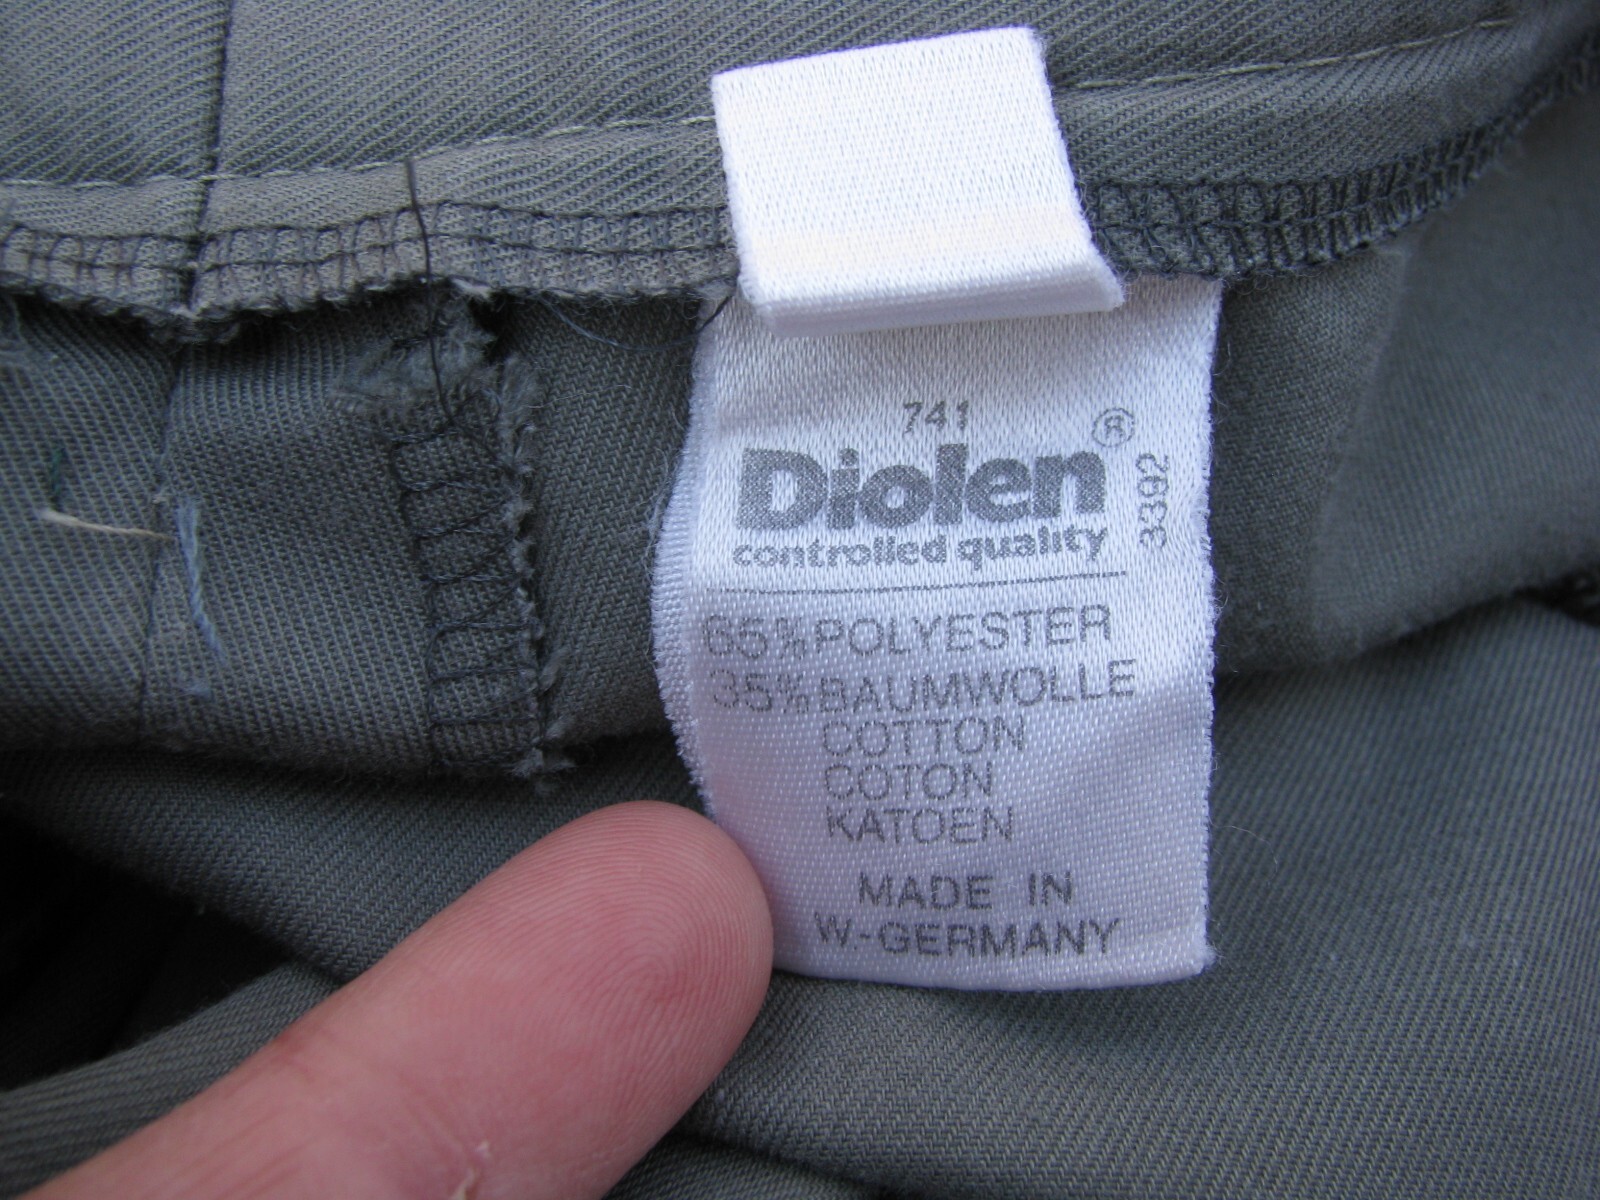 741
Diolen ®
3392
controlled quality
65% POLYESTER
35% BAUMWOLLE
COTTON
COTON
KATOEN
MADE IN
W-GERMANY